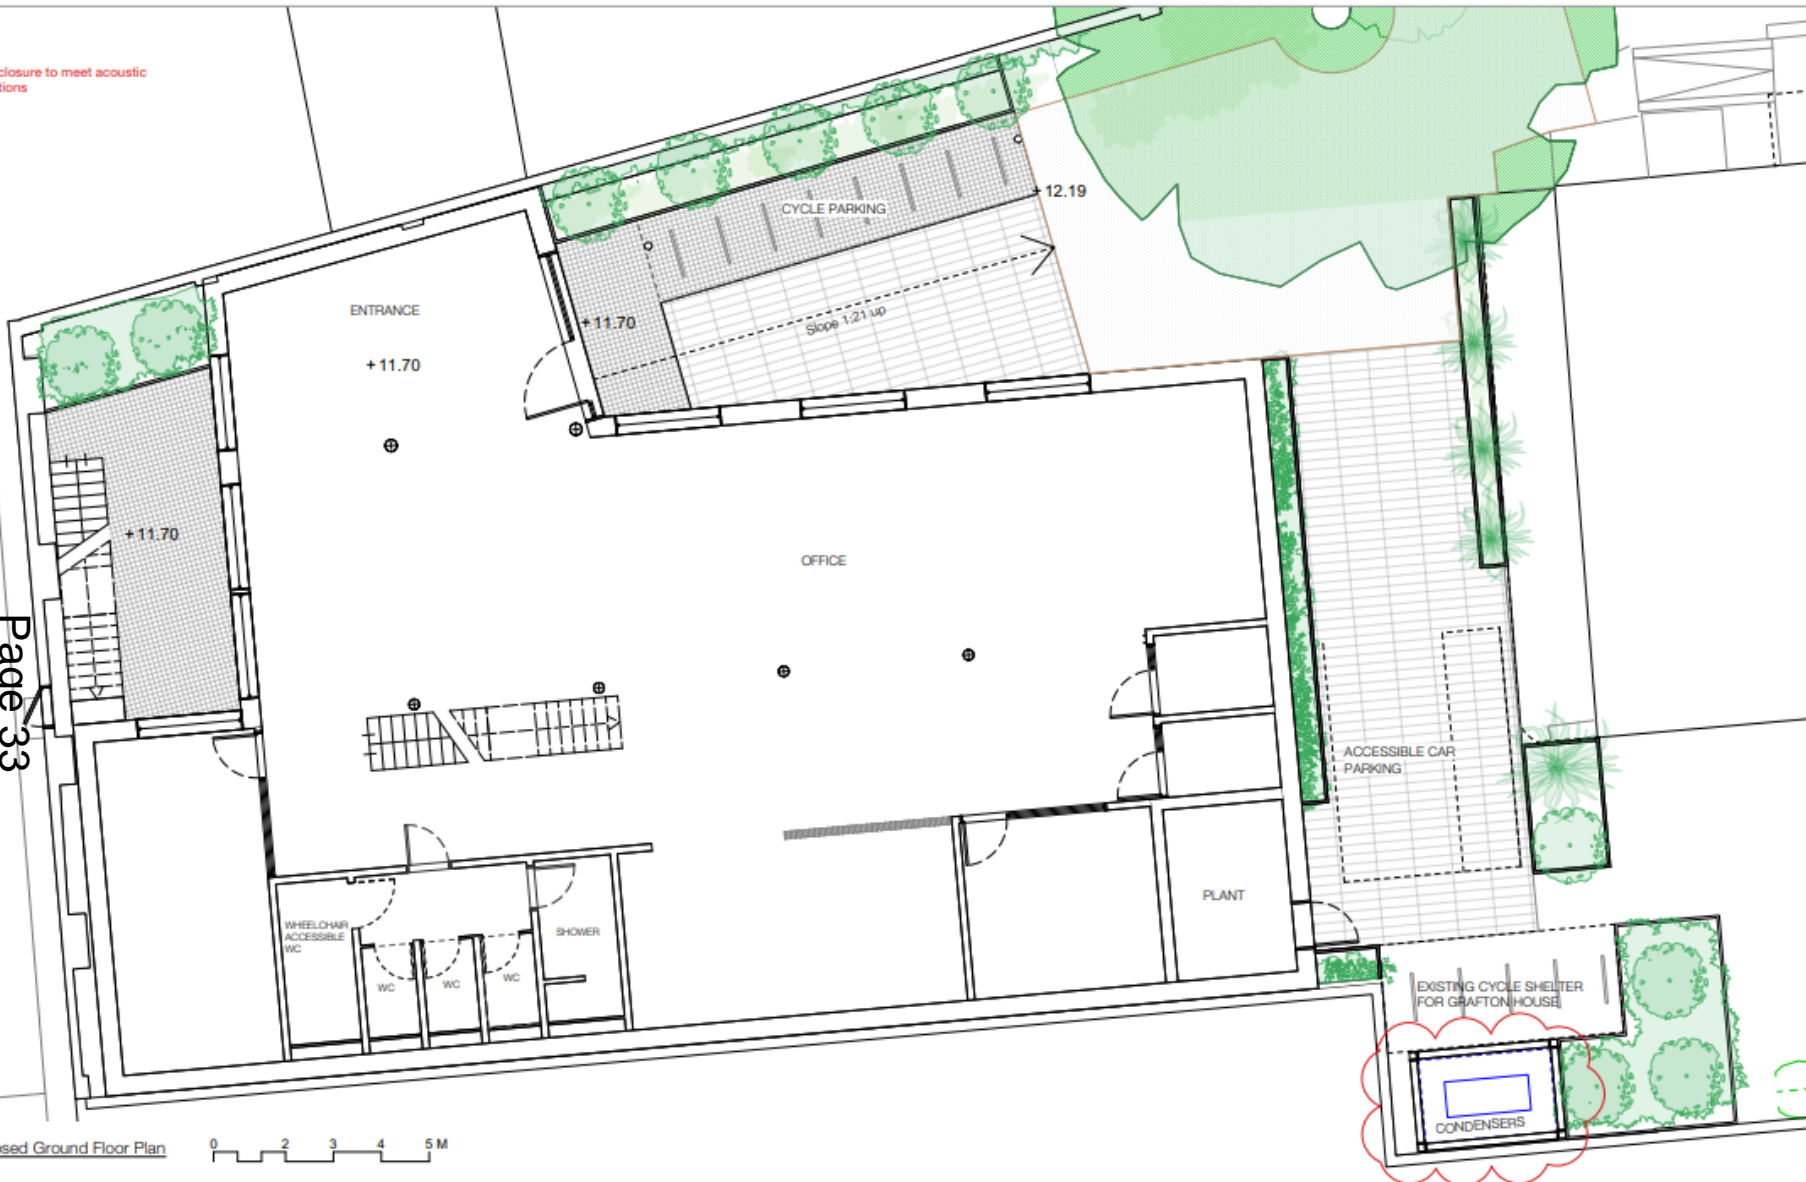 closure to meet acoustic
tions
CYCLE PARKING
+12.19
ENTRANCE
+11.70
Slope 1:21 up
+11.70
+11.70
OFFICE
Page 33
ACCESSIBLE CAR
PARKING
PLANT
WHEELCHAIR
ACCESSIBLE
WC
SHOWER
WC
WC
WC
EXISTING CYCLE SHELTER
FOR GRAFTON HOUSE
CONDENSERS
osed Ground Floor Plan
0 2 3 4 5 M